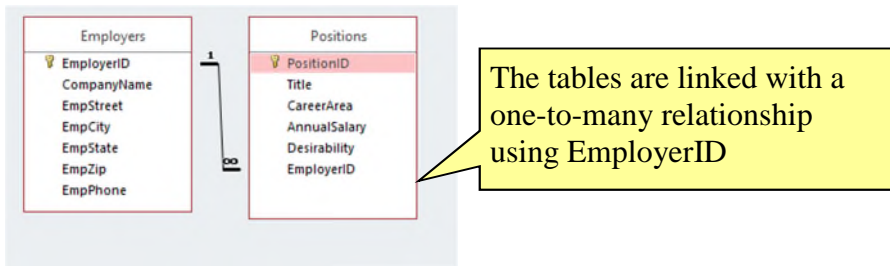 Employers
EmployerID
CompanyName
EmpStreet
EmpCity
EmpState
EmpZip
EmpPhone
1
∞
Positions
PositionID
Title
CareerArea
AnnualSalary
Desirability
EmployerID
The tables are linked with a
one-to-many relationship
using EmployerID